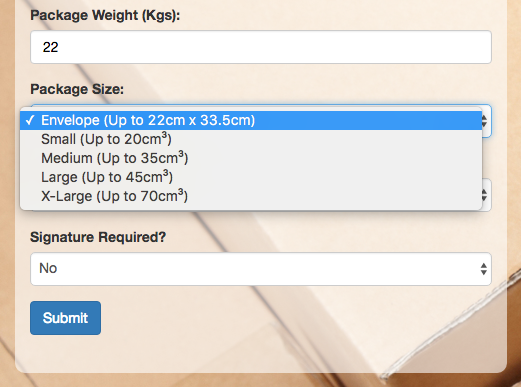 Package Weight (Kgs):
22
Package Size:
✓ Envelope (Up to 22cm x 33.5cm)
Small (Up to 20cm³)
Medium (Up to 35cm³)
Large (Up to 45cm³)
X-Large (Up to 70cm³)
Signature Required?
No
Submit